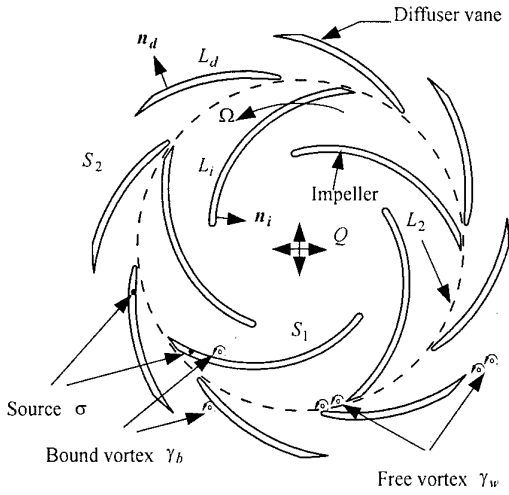 Diffuser vane
n_d
L_d
Ω
S_2
L_i
Impeller
n_i
Q
L_2
S_1
Source σ
Bound vortex γ_b
Free vortex γ_w